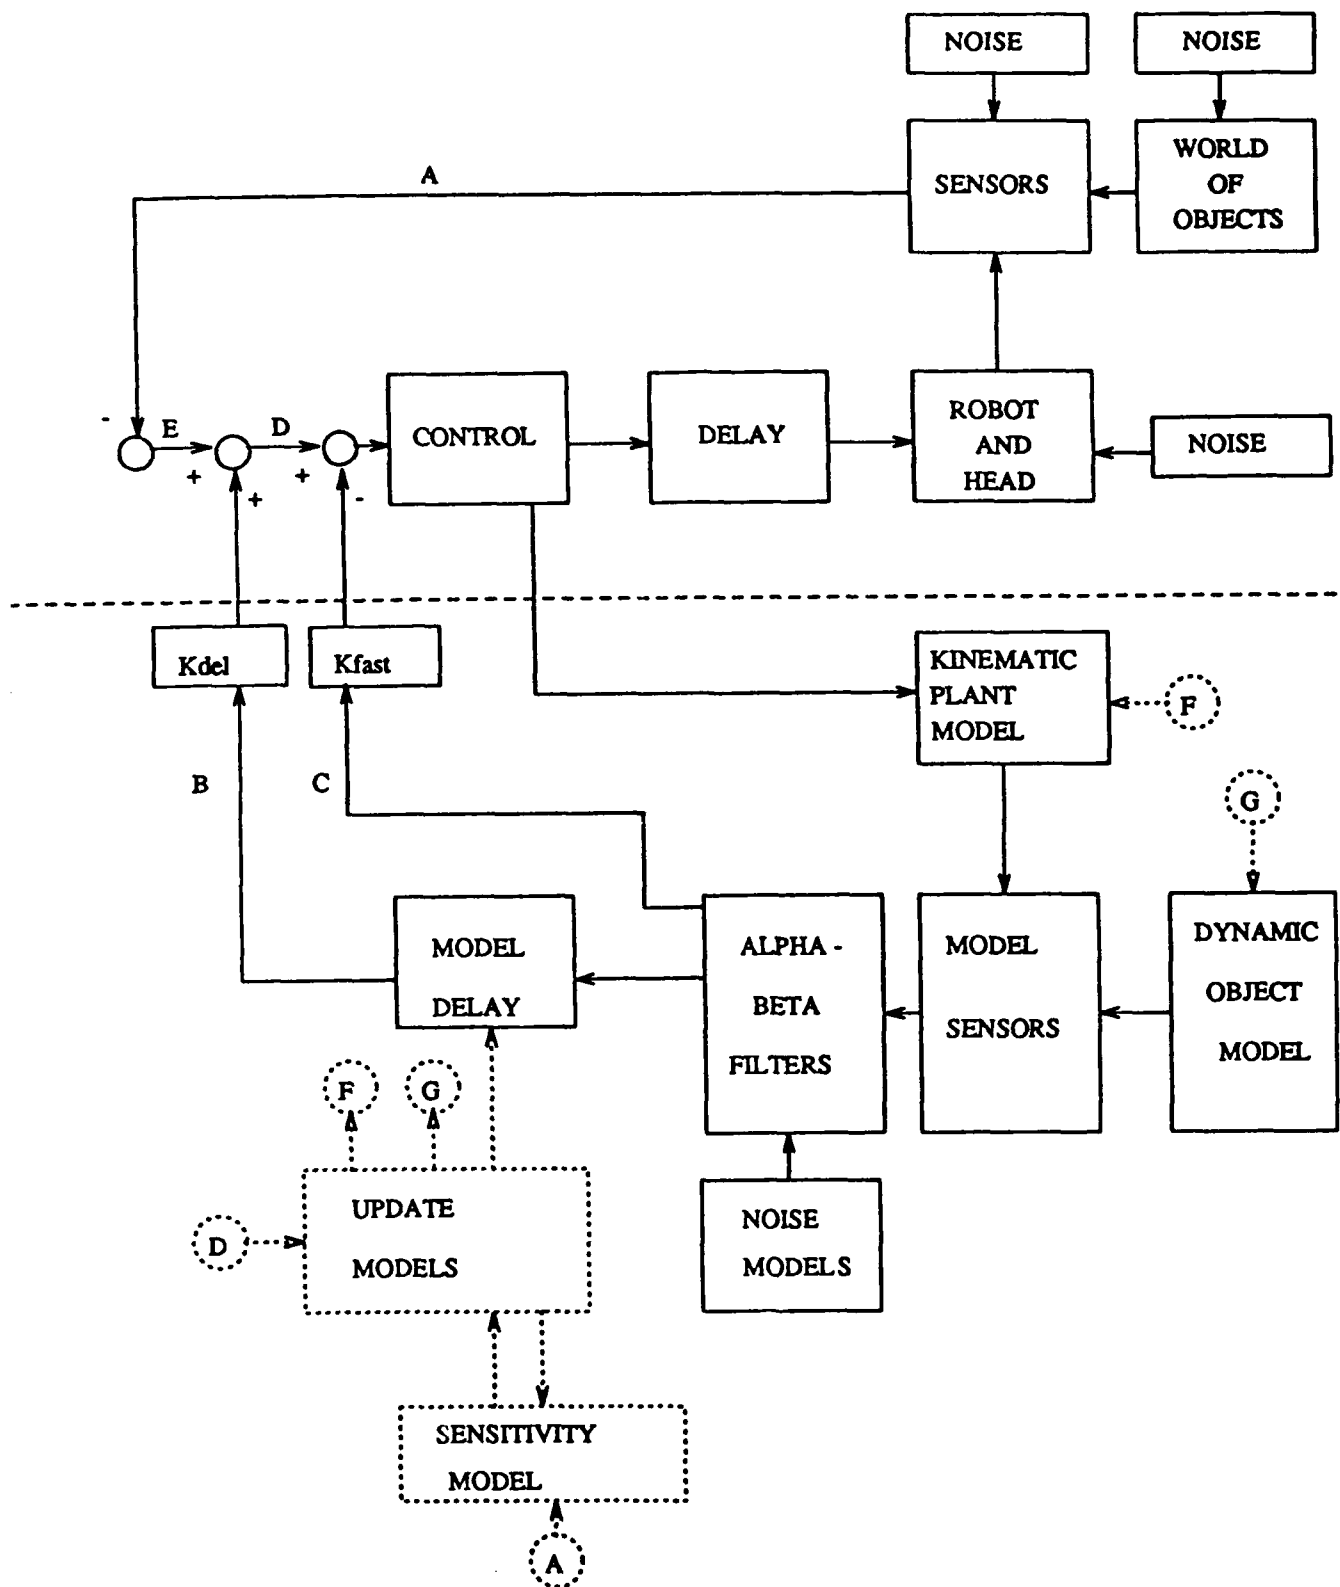 NOISE
NOISE
A
SENSORS
WORLD
OF
OBJECTS
-
E
D
+
+
+
-
CONTROL
DELAY
ROBOT
AND
HEAD
NOISE
Kdel
Kfast
KINEMATIC
PLANT
MODEL
F
B
C
G
MODEL
DELAY
ALPHA -
BETA
FILTERS
MODEL
SENSORS
DYNAMIC
OBJECT
MODEL
F
G
UPDATE
MODELS
D
NOISE
MODELS
SENSITIVITY
MODEL
A